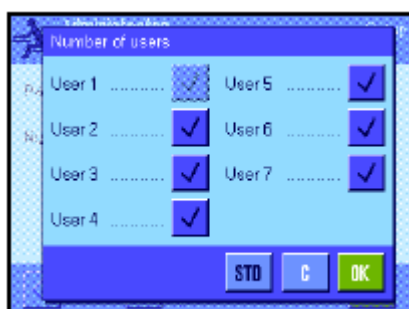 Number of users
User 1 ........... User 5 ...........
User 2 ........... User 6 ...........
User 3 ........... User 7 ...........
User 4 ...........
STD C OK